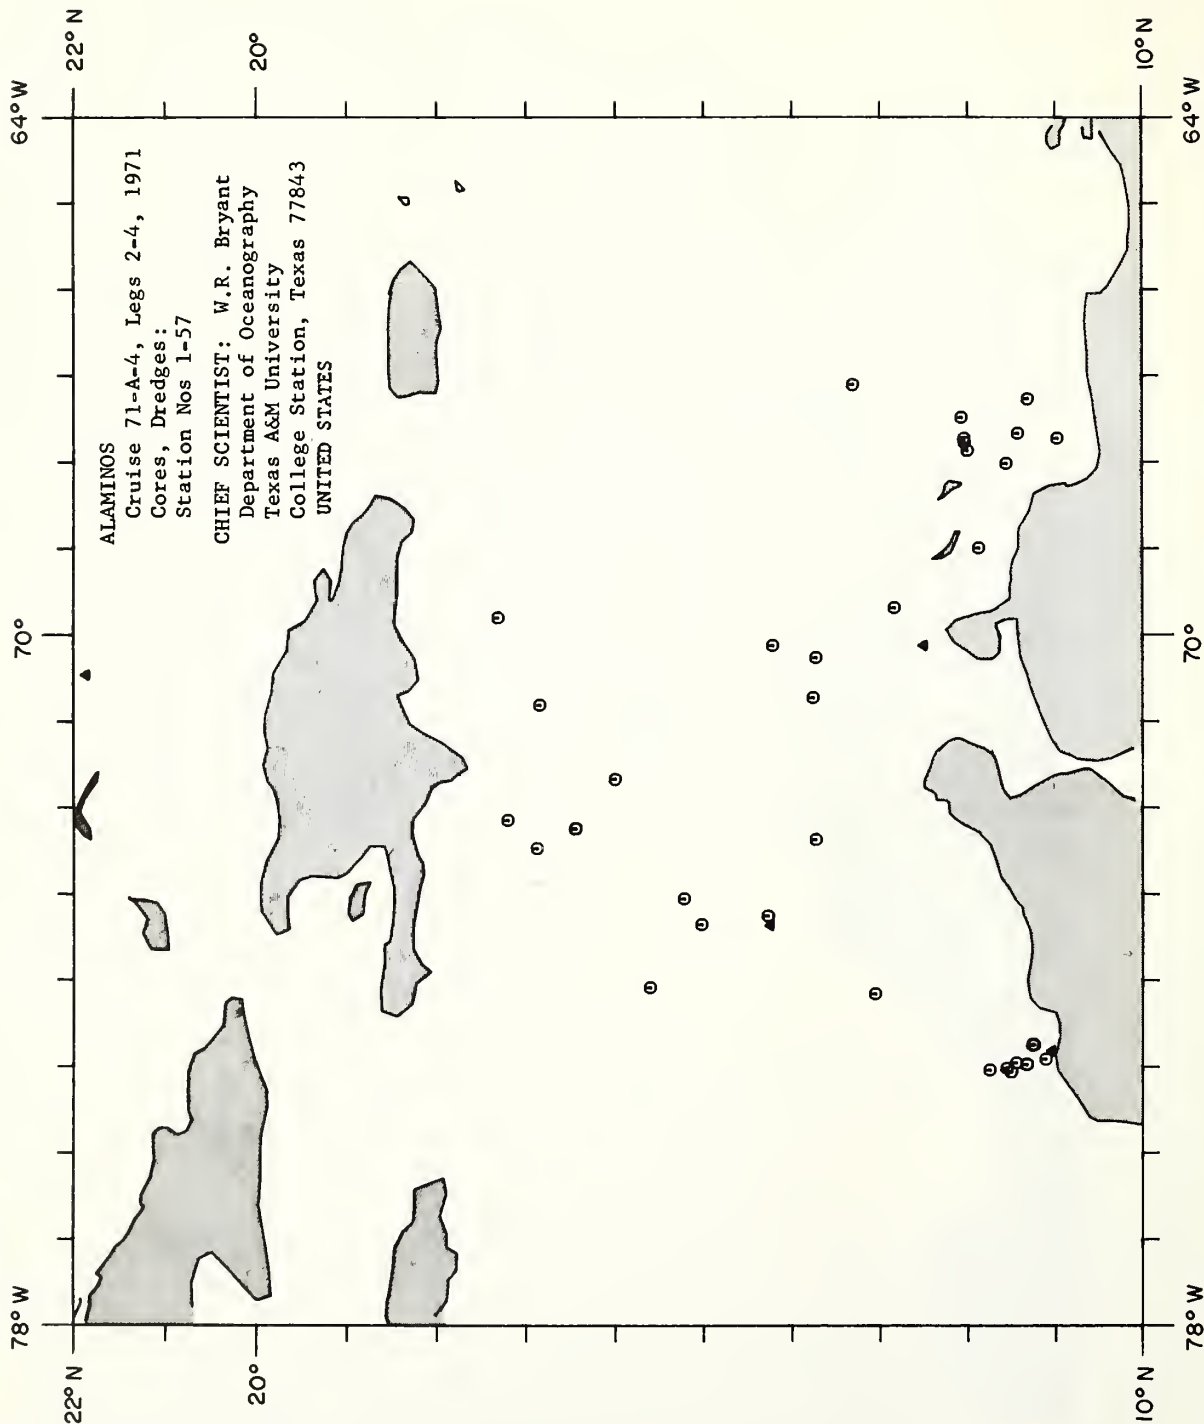 ALAMINOS
Cruise 71-A-4, Legs 2-4, 1971
Cores, Dredges:
Station Nos 1-57
CHIEF SCIENTIST: W.R. Bryant
Department of Oceanography
Texas A&M University
College Station, Texas 77843
UNITED STATES
78° W
70°
64° W
22° N
22° N
20°
20°
10° N
10° N
78° W
70°
64° W